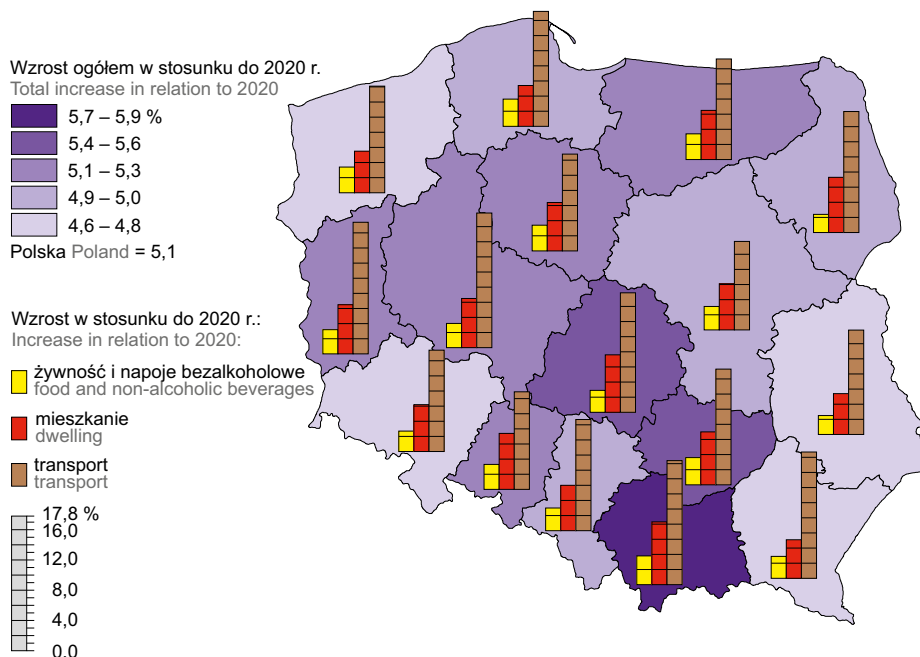 Wzrost ogółem w stosunku do 2020 r.
Total increase in relation to 2020
5,7 – 5,9 %
5,4 – 5,6
5,1 – 5,3
4,9 – 5,0
4,6 – 4,8
Polska Poland = 5,1
Wzrost w stosunku do 2020 r.:
Increase in relation to 2020:
żywność i napoje bezalkoholowe
food and non-alcoholic beverages
mieszkanie
dwelling
transport
transport
17,8 %
16,0
12,0
8,0
4,0
0,0